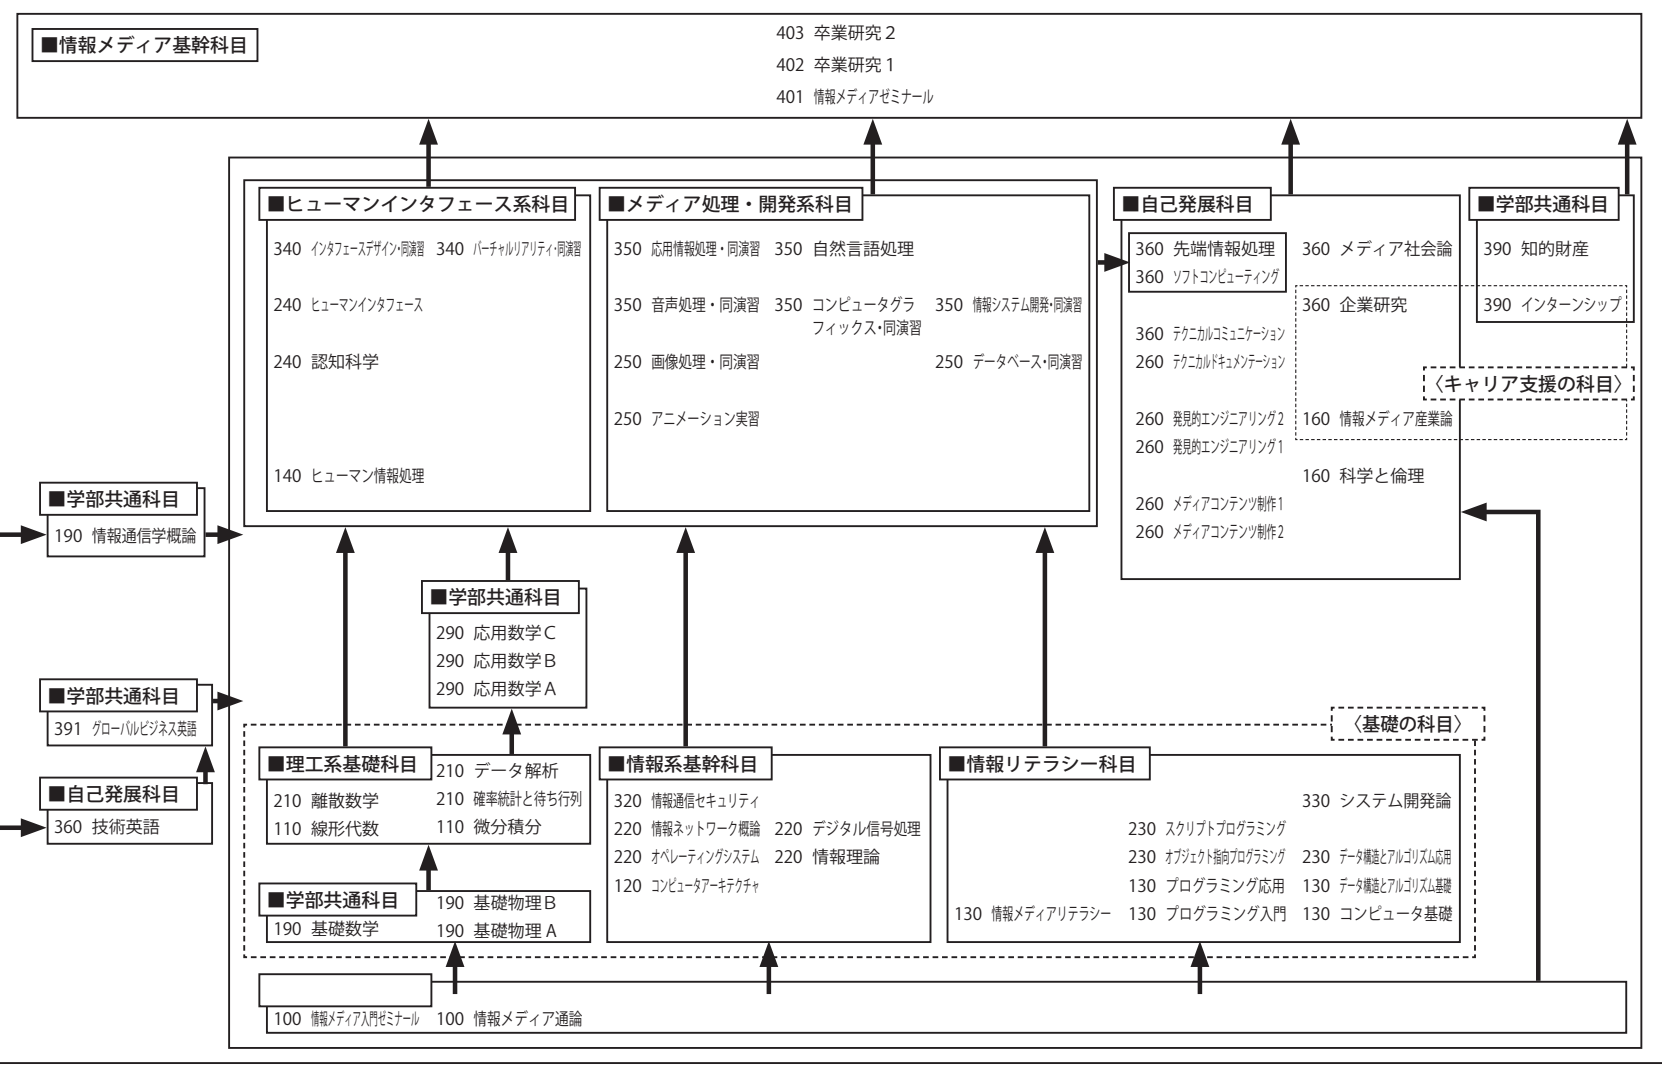 ■情報メディア基幹科目
403 卒業研究2
402 卒業研究1
401 情報メディアゼミナール
■ヒューマンインタフェース系科目
340 インタフェースデザイン・同演習 340 バーチャルリアリティ・同演習
240 ヒューマンインタフェース
240 認知科学
140 ヒューマン情報処理
■メディア処理・開発系科目
350 応用情報処理・同演習 350 自然言語処理
350 音声処理・同演習 350 コンピュータグラ
フィックス・同演習
350 情報システム開発・同演習
250 画像処理・同演習 250 データベース・同演習
250 アニメーション実習
■自己発展科目
360 先端情報処理 360 メディア社会論
360 ソフトコンピューティング
360 企業研究
360 テクニカルコミュニケーション
260 テクニカルドキュメンテーション
260 発見的エンジニアリング2 160 情報メディア産業論
260 発見的エンジニアリング1
160 科学と倫理
260 メディアコンテンツ制作1
260 メディアコンテンツ制作2
■学部共通科目
390 知的財産
390 インターンシップ
〈キャリア支援の科目〉
■学部共通科目
190 情報通信学概論
■学部共通科目
290 応用数学C
290 応用数学B
290 応用数学A
■学部共通科目
391 グローバルビジネス英語
■自己発展科目
360 技術英語
〈基礎の科目〉
■理工系基礎科目
210 データ解析
210 離散数学 210 確率統計と待ち行列
110 線形代数 110 微分積分
■学部共通科目
190 基礎物理B
190 基礎数学 190 基礎物理A
■情報系基幹科目
320 情報通信セキュリティ
220 情報ネットワーク概論 220 デジタル信号処理
220 オペレーティングシステム 220 情報理論
120 コンピュータアーキテクチャ
■情報リテラシー科目
330 システム開発論
230 スクリプトプログラミング
230 オブジェクト指向プログラミング 230 データ構造とアルゴリズム応用
130 プログラミング応用 130 データ構造とアルゴリズム基礎
130 情報メディアリテラシー 130 プログラミング入門 130 コンピュータ基礎
100 情報メディア入門ゼミナール 100 情報メディア通論